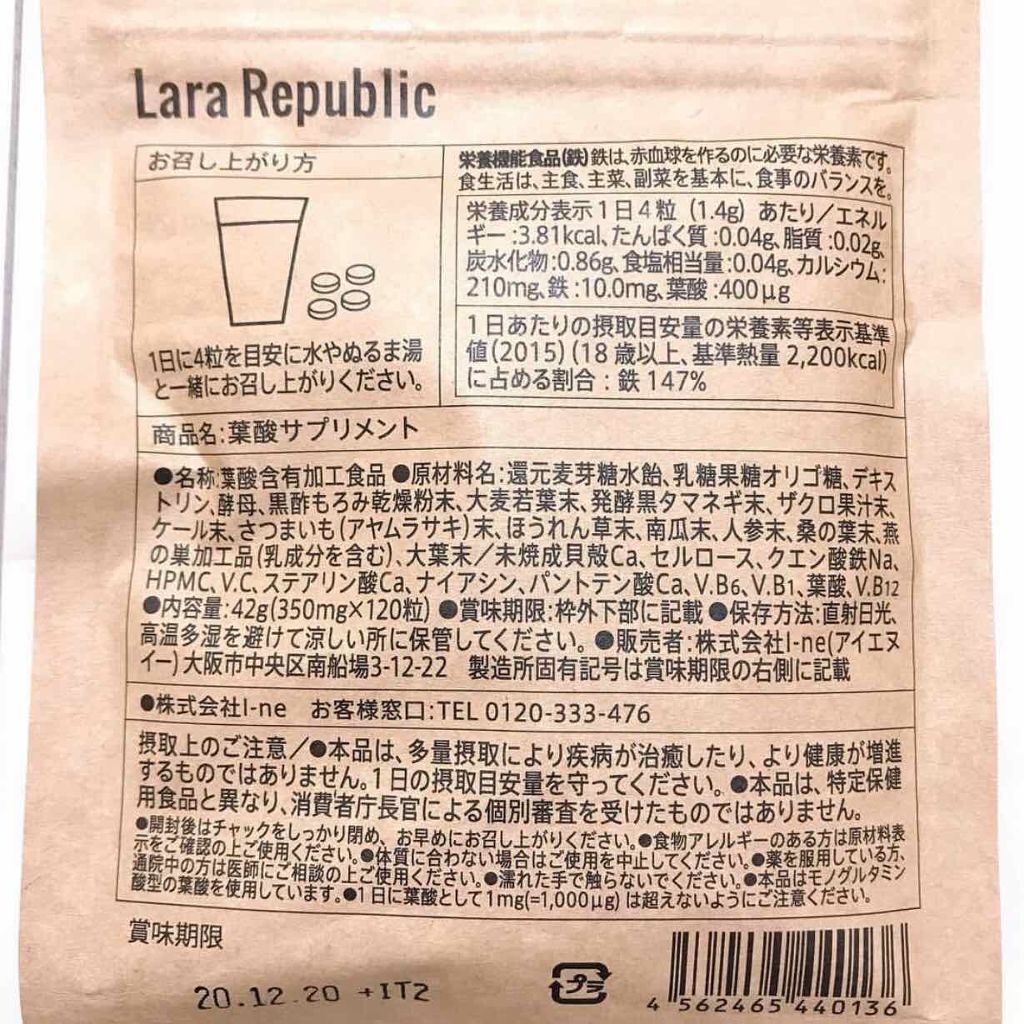 Lara Republic
お召し上がり方
1日に4粒を目安に水やぬるま湯
と一緒にお召し上がりください。
栄養機能食品(鉄)鉄は、赤血球を作るのに必要な栄養素です。
食生活は、主食、主菜、副菜を基本に、食事のバランスを。
栄養成分表示1日4粒 (1.4g) あたり/エネル
ギー:3.81kcal、たんぱく質:0.04g、脂質:0.02g、
炭水化物:0.86g、食塩相当量:0.04g、カルシウム:
210mg、鉄:10.0mg、葉酸:400μg
1日あたりの摂取目安量の栄養素等表示基準
値(2015)(18歳以上、基準熱量2,200kcal)
に占める割合:鉄147%
商品名:葉酸サプリメント
●名称:葉酸含有加工食品 ●原材料名:還元麦芽糖水飴、乳糖果糖オリゴ糖、デキス
トリン、酵母、黒酢もろみ乾燥粉末、大麦若葉末、発酵黒タマネギ末、ザクロ果汁末、
ケール末、さつまいも(アヤムラサキ)末、ほうれん草末、南瓜末、人参末、桑の葉末、燕
の巣加工品(乳成分を含む)、大葉末/未焼成貝殻Ca、セルロース、クエン酸鉄Na、
HPMC、V.C、ステアリン酸Ca、ナイアシン、パントテン酸Ca、V.B6、V.B1、葉酸、V.B12
●内容量:42g(350mg×120粒) ●賞味期限:枠外下部に記載 ●保存方法:直射日光、
高温多湿を避けて涼しい所に保管してください。 ●販売者:株式会社I-ne(アイエヌ
イー)大阪市中央区南船場3-12-22 製造所固有記号は賞味期限の右側に記載
●株式会社I-ne お客様窓口:TEL 0120-333-476
摂取上のご注意/●本品は、多量摂取により疾病が治癒したり、より健康が増進
するものではありません。1日の摂取目安量を守ってください。 ●本品は、特定保健
用食品と異なり、消費者庁長官による個別審査を受けたものではありません。
●開封後はチャックをしっかり閉め、お早めにお召し上がりください。●食物アレルギーのある方は原材料表
示をご確認の上ご使用ください。●体質に合わない場合はご使用を中止してください。●薬を服用している方、
通院中の方は医師にご相談の上ご使用ください。●濡れた手で触らないでください。●本品はモノグルタミン
酸型の葉酸を使用しています。●1日に葉酸として1mg(=1,000μg) は超えないようにご注意ください。
賞味期限
20.12.20 +IT2
プラ
4 562465 440136